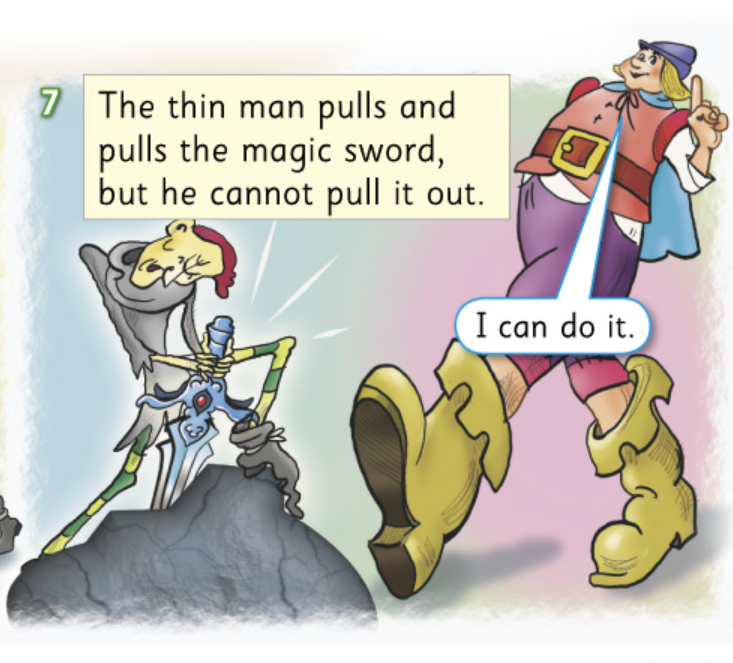 7
The thin man pulls and
pulls the magic sword,
but he cannot pull it out.
I can do it.